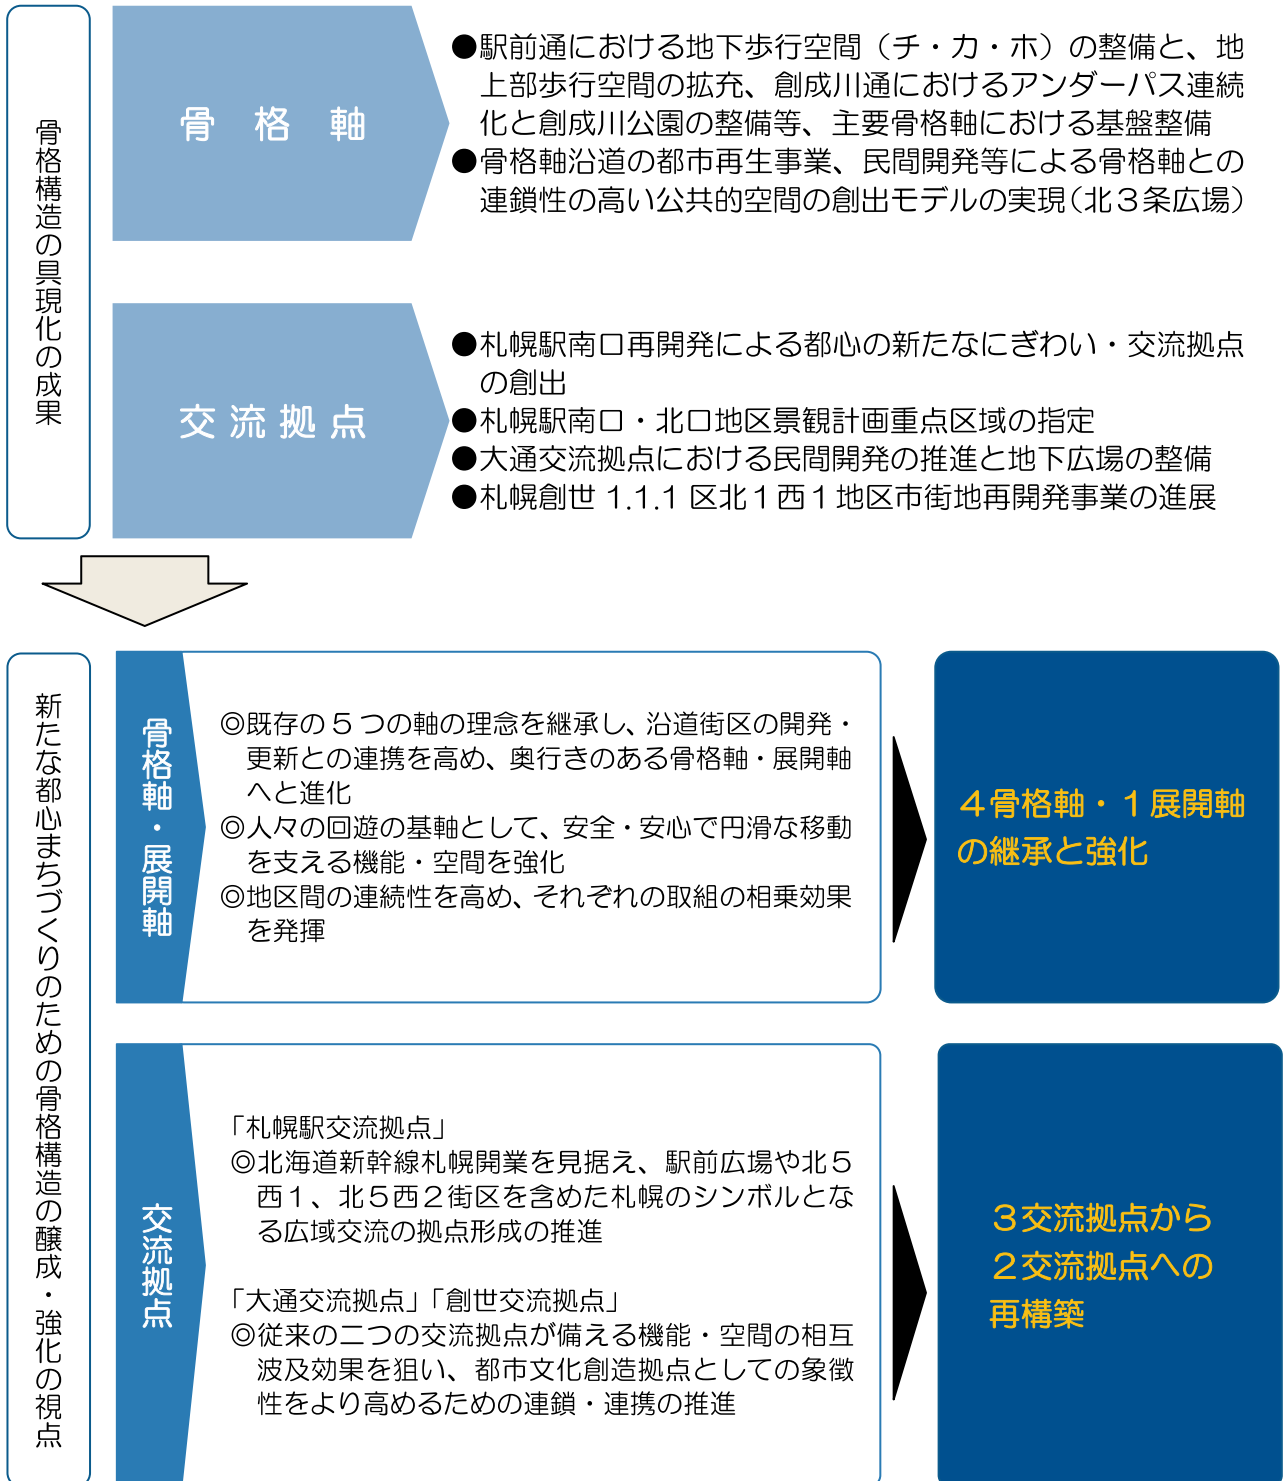 骨格構造の具現化の成果
骨格軸
●駅前通における地下歩行空間（チ・カ・ホ）の整備と、地
上部歩行空間の拡充、創成川通におけるアンダーパス連続
化と創成川公園の整備等、主要骨格軸における基盤整備
●骨格軸沿道の都市再生事業、民間開発等による骨格軸との
連鎖性の高い公共的空間の創出モデルの実現（北３条広場）
交流拠点
●札幌駅南口再開発による都心の新たなにぎわい・交流拠点
の創出
●札幌駅南口・北口地区景観計画重点区域の指定
●大通交流拠点における民間開発の推進と地下広場の整備
●札幌創世 1.1.1 区北１西１地区市街地再開発事業の進展
新たな都心まちづくりのための骨格構造の醸成・強化の視点
骨格軸・展開軸
◎既存の 5 つの軸の理念を継承し、沿道街区の開発・
更新との連携を高め、奥行きのある骨格軸・展開軸
へと進化
◎人々の回遊の基軸として、安全・安心で円滑な移動
を支える機能・空間を強化
◎地区間の連続性を高め、それぞれの取組の相乗効果
を発揮
４骨格軸・１展開軸
の継承と強化
交流拠点
「札幌駅交流拠点」
◎北海道新幹線札幌開業を見据え、駅前広場や北５
西１、北５西２街区を含めた札幌のシンボルとな
る広域交流の拠点形成の推進
「大通交流拠点」「創世交流拠点」
◎従来の二つの交流拠点が備える機能・空間の相互
波及効果を狙い、都市文化創造拠点としての象徴
性をより高めるための連鎖・連携の推進
３交流拠点から
２交流拠点への
再構築